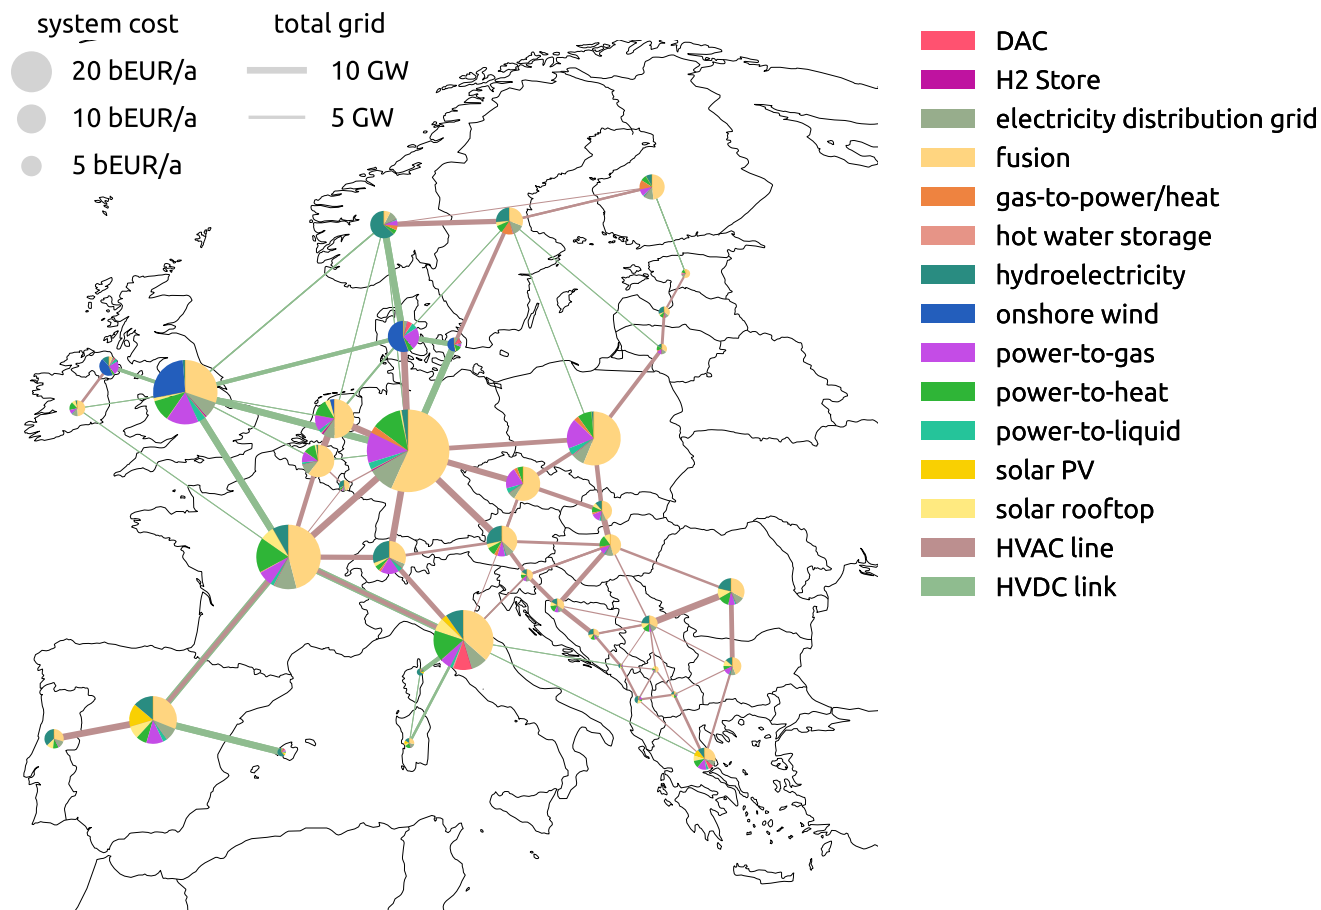 system cost
total grid
20 bEUR/a
10 GW
10 bEUR/a
5 GW
5 bEUR/a
DAC
H2 Store
electricity distribution grid
fusion
gas-to-power/heat
hot water storage
hydroelectricity
onshore wind
power-to-gas
power-to-heat
power-to-liquid
solar PV
solar rooftop
HVAC line
HVDC link